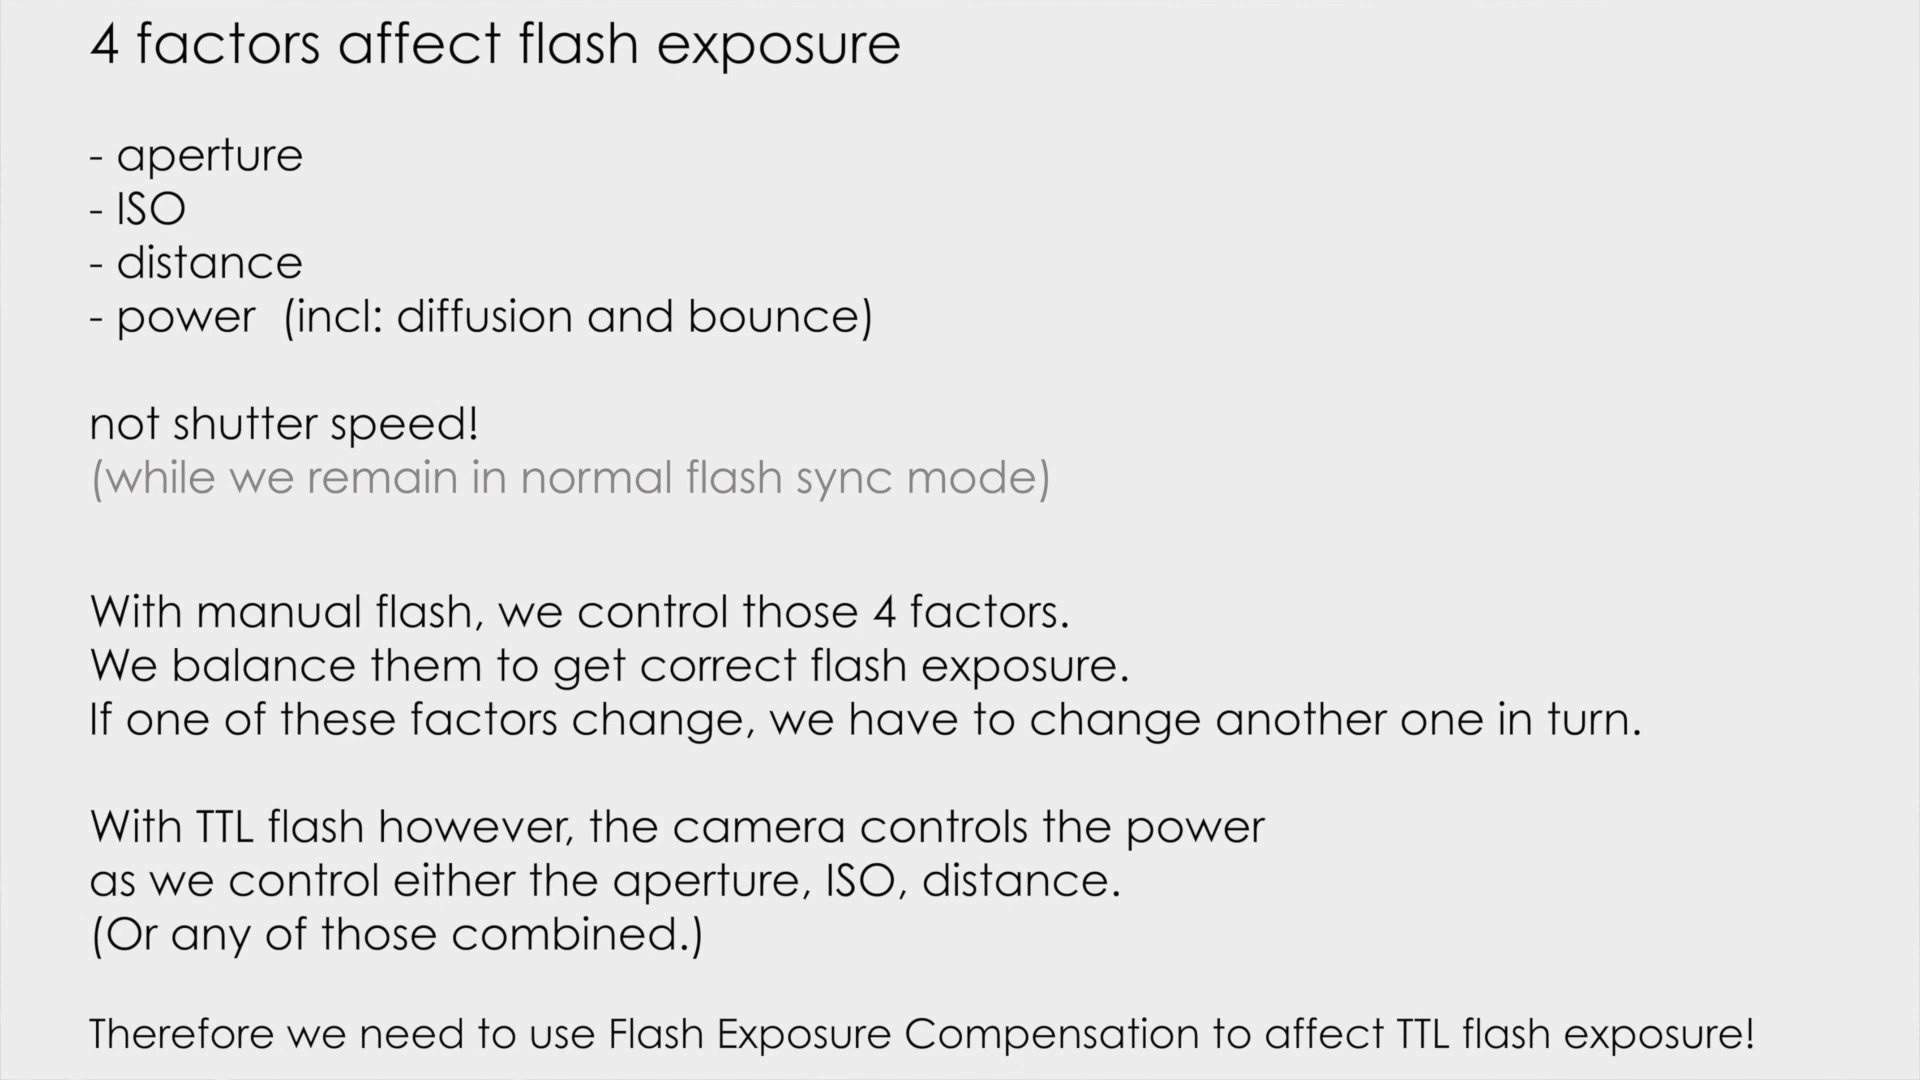 4 factors affect flash exposure
- aperture
- ISO
- distance
- power  (incl: diffusion and bounce)
not shutter speed!
(while we remain in normal flash sync mode)
With manual flash, we control those 4 factors.
We balance them to get correct flash exposure.
If one of these factors change, we have to change another one in turn.
With TTL flash however, the camera controls the power
as we control either the aperture, ISO, distance.
(Or any of those combined.)
Therefore we need to use Flash Exposure Compensation to affect TTL flash exposure!